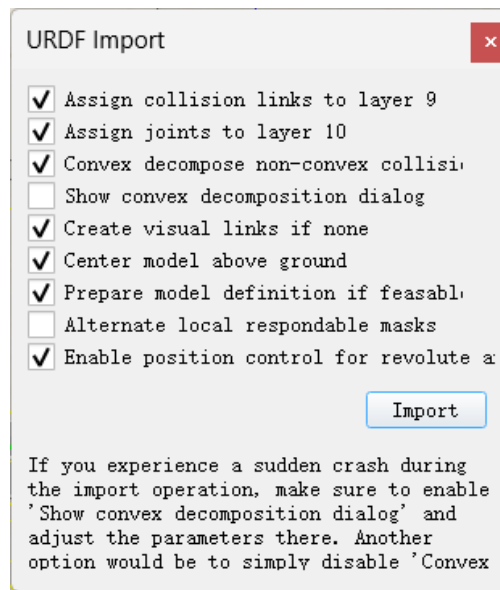 URDF Import
×
Assign collision links to layer 9
Assign joints to layer 10
Convex decompose non-convex collisi
Show convex decomposition dialog
Create visual links if none
Center model above ground
Prepare model definition if feasabl
Alternate local respondable masks
Enable position control for revolute a
Import
If you experience a sudden crash during
the import operation, make sure to enable
'Show convex decomposition dialog' and
adjust the parameters there. Another
option would be to simply disable 'Convex